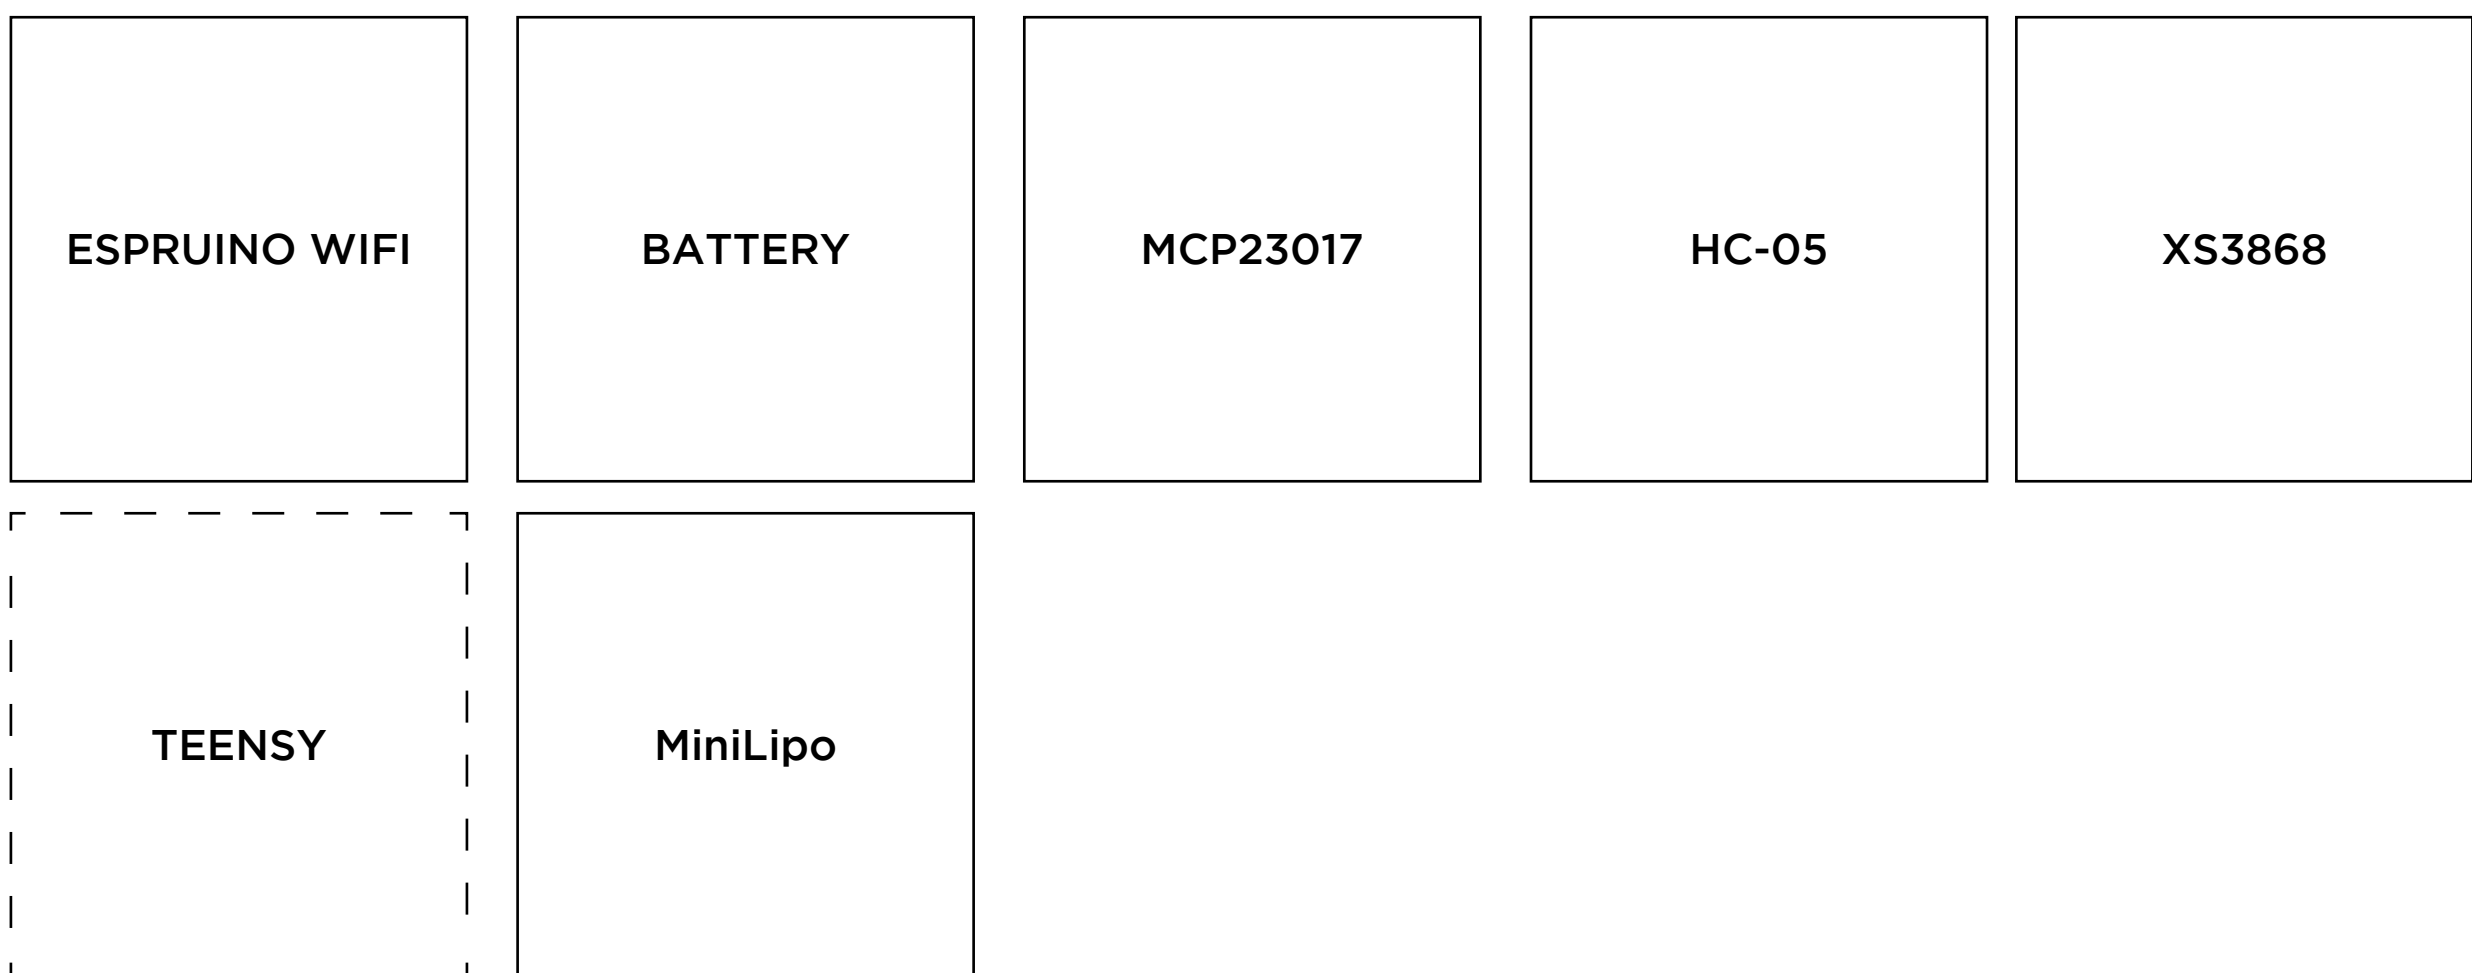 ESPRUINO WIFI
BATTERY
MCP23017
HC-05
XS3868
TEENSY
MiniLipo